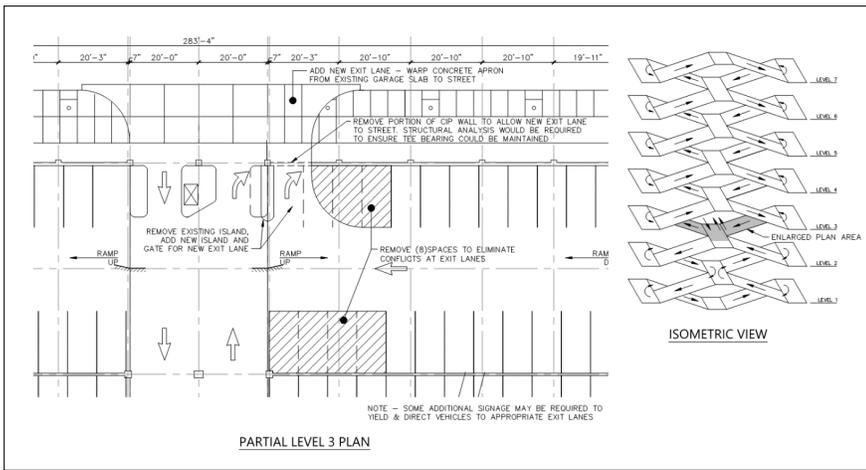 283'-4"
20'-3"
7"
20'-0"
20'-0"
7"
20'-3"
20'-10"
20'-10"
20'-10"
19'-11"
ADD NEW EXIT LANE – WARP CONCRETE APRON
FROM EXISTING GARAGE SLAB TO STREET
REMOVE PORTION OF CIP WALL TO ALLOW NEW EXIT LANE
TO STREET. STRUCTURAL ANALYSIS WOULD BE REQUIRED
TO ENSURE TEE BEARING COULD BE MAINTAINED
REMOVE EXISTING ISLAND,
ADD NEW ISLAND AND
GATE FOR NEW EXIT LANE
REMOVE (8)SPACES TO ELIMINATE
CONFLICTS AT EXIT LANES
RAMP
UP
RAMP
UP
RAM
D
NOTE – SOME ADDITIONAL SIGNAGE MAY BE REQUIRED TO
YIELD & DIRECT VEHICLES TO APPROPRIATE EXIT LANES
PARTIAL LEVEL 3 PLAN
LEVEL 7
LEVEL 6
LEVEL 5
LEVEL 4
LEVEL 3
ENLARGED PLAN AREA
LEVEL 2
LEVEL 1
ISOMETRIC VIEW